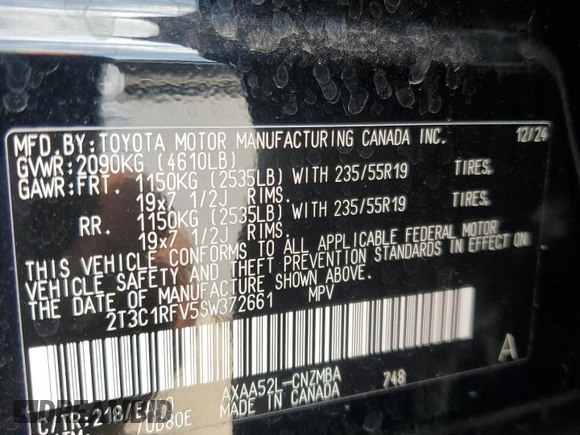 MFD.BY:TOYOTA MOTOR MANUFACTURING CANADA INC. 12/24
GVWR:2090KG (4610LB)
GAWR:FRT. 1150KG (2535LB) WITH 235/55R19 TIRES.
19x7 1/2J RIMS.
RR. 1150KG (2535LB) WITH 235/55R19 TIRES.
19x7 1/2J RIMS.
THIS VEHICLE CONFORMS TO ALL APPLICABLE FEDERAL MOTOR
VEHICLE SAFETY AND THEFT PREVENTION STANDARDS IN EFFECT ON
THE DATE OF MANUFACTURE SHOWN ABOVE.
2T3C1RFV5SW372661 MPV
A
AXAA52L-CNZMBA 748
C/TR:218/
MADE IN CANADA